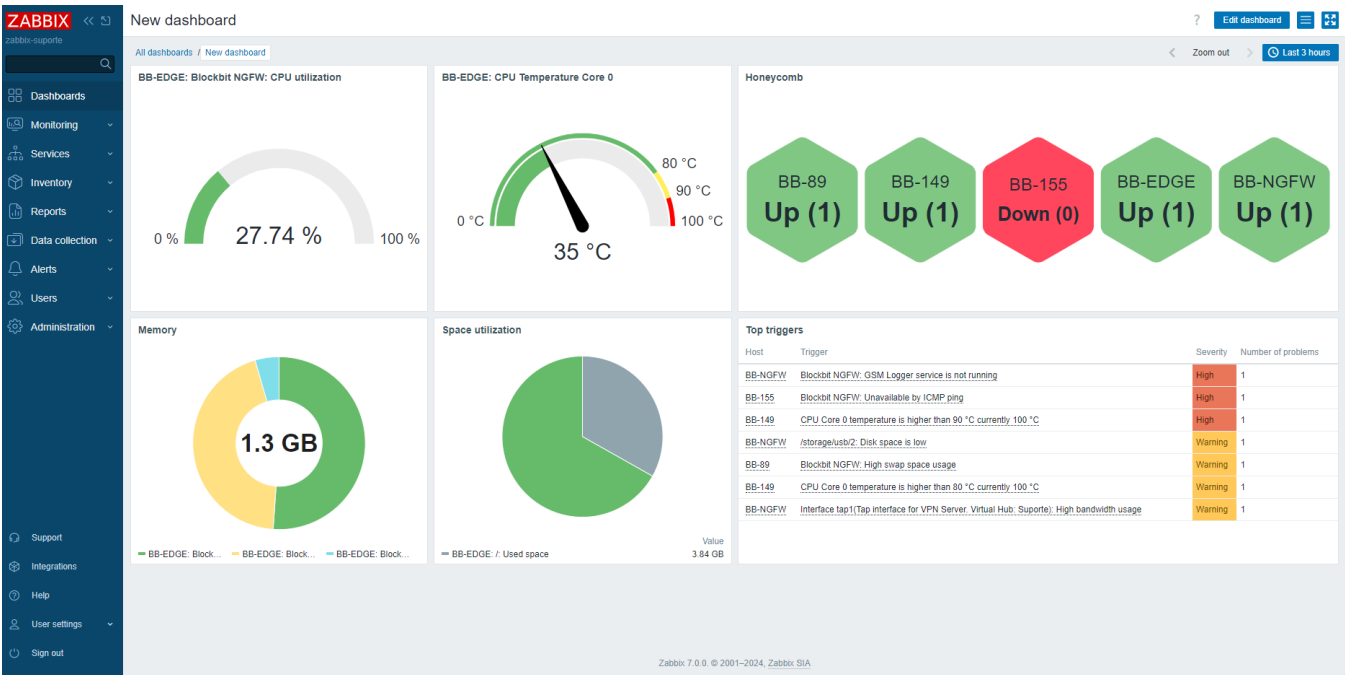 ZABBIX
zabbix-suporte
Dashboards
Monitoring
Services
Inventory
Reports
Data collection
Alerts
Users
Administration
Support
Integrations
Help
User settings
Sign out
New dashboard
? Edit dashboard
All dashboards / New dashboard
Zoom out
Last 3 hours
BB-EDGE: Blockbit NGFW: CPU utilization
0 %
27.74 %
100 %
BB-EDGE: CPU Temperature Core 0
80 °C
90 °C
0 °C
100 °C
35 °C
Honeycomb
BB-89
Up (1)
BB-149
Up (1)
BB-155
Down (0)
BB-EDGE
Up (1)
BB-NGFW
Up (1)
Memory
1.3 GB
BB-EDGE: Block... BB-EDGE: Block... BB-EDGE: Block...
Space utilization
Value
BB-EDGE: /: Used space 3.84 GB
Top triggers
Host Trigger Severity Number of problems
BB-NGFW Blockbit NGFW: GSM Logger service is not running High 1
BB-155 Blockbit NGFW: Unavailable by ICMP ping High 1
BB-149 CPU Core 0 temperature is higher than 90 °C currently 100 °C High 1
BB-NGFW /storage/usb/2: Disk space is low Warning 1
BB-89 Blockbit NGFW: High swap space usage Warning 1
BB-149 CPU Core 0 temperature is higher than 80 °C currently 100 °C Warning 1
BB-NGFW Interface tap1(Tap interface for VPN Server. Virtual Hub: Suporte): High bandwidth usage Warning 1
Zabbix 7.0.0. © 2001–2024, Zabbix SIA